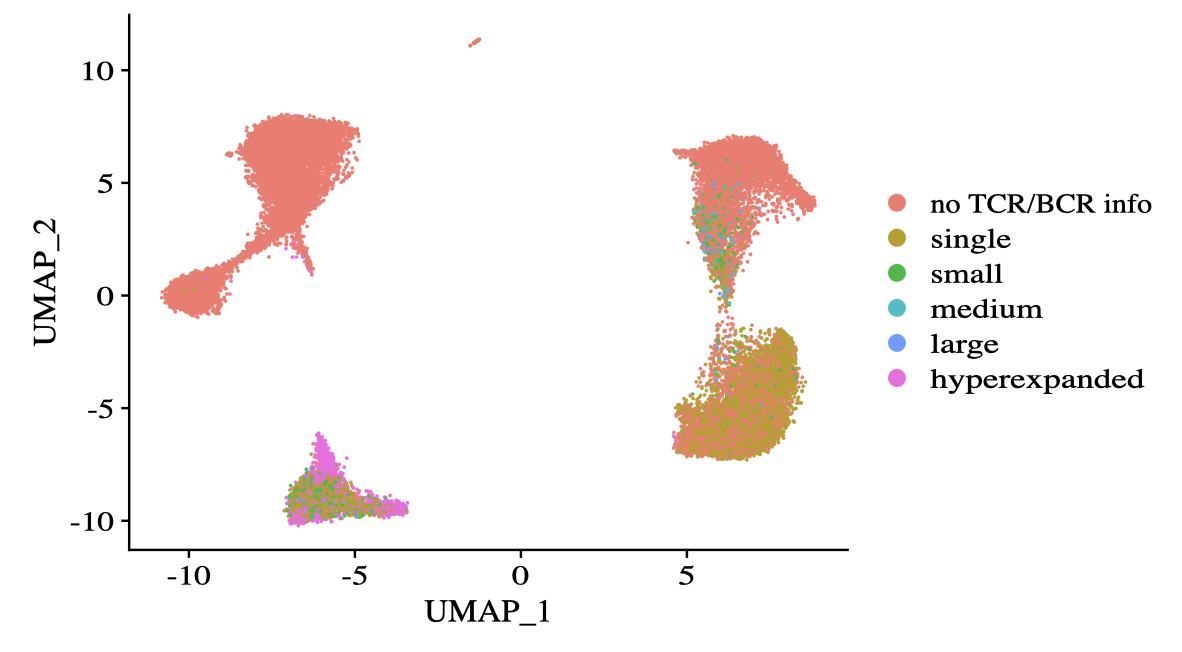 10
5
0
-5
-10
UMAP_2
-10 -5 0 5
UMAP_1
no TCR/BCR info
single
small
medium
large
hyperexpanded